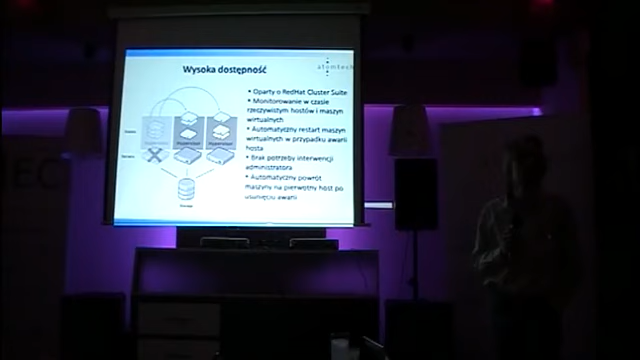 Wysoka dostępność
atomtech
• Oparty o RedHat Cluster Suite
• Monitorowanie w czasie
rzeczywistym hostów i maszyn
wirtualnych
• Automatyczny restart maszyn
wirtualnych w przypadku awarii
hosta
• Brak potrzeby interwencji
administratora
• Automatyczny powrót
maszyny na pierwotny host po
usunięciu awarii